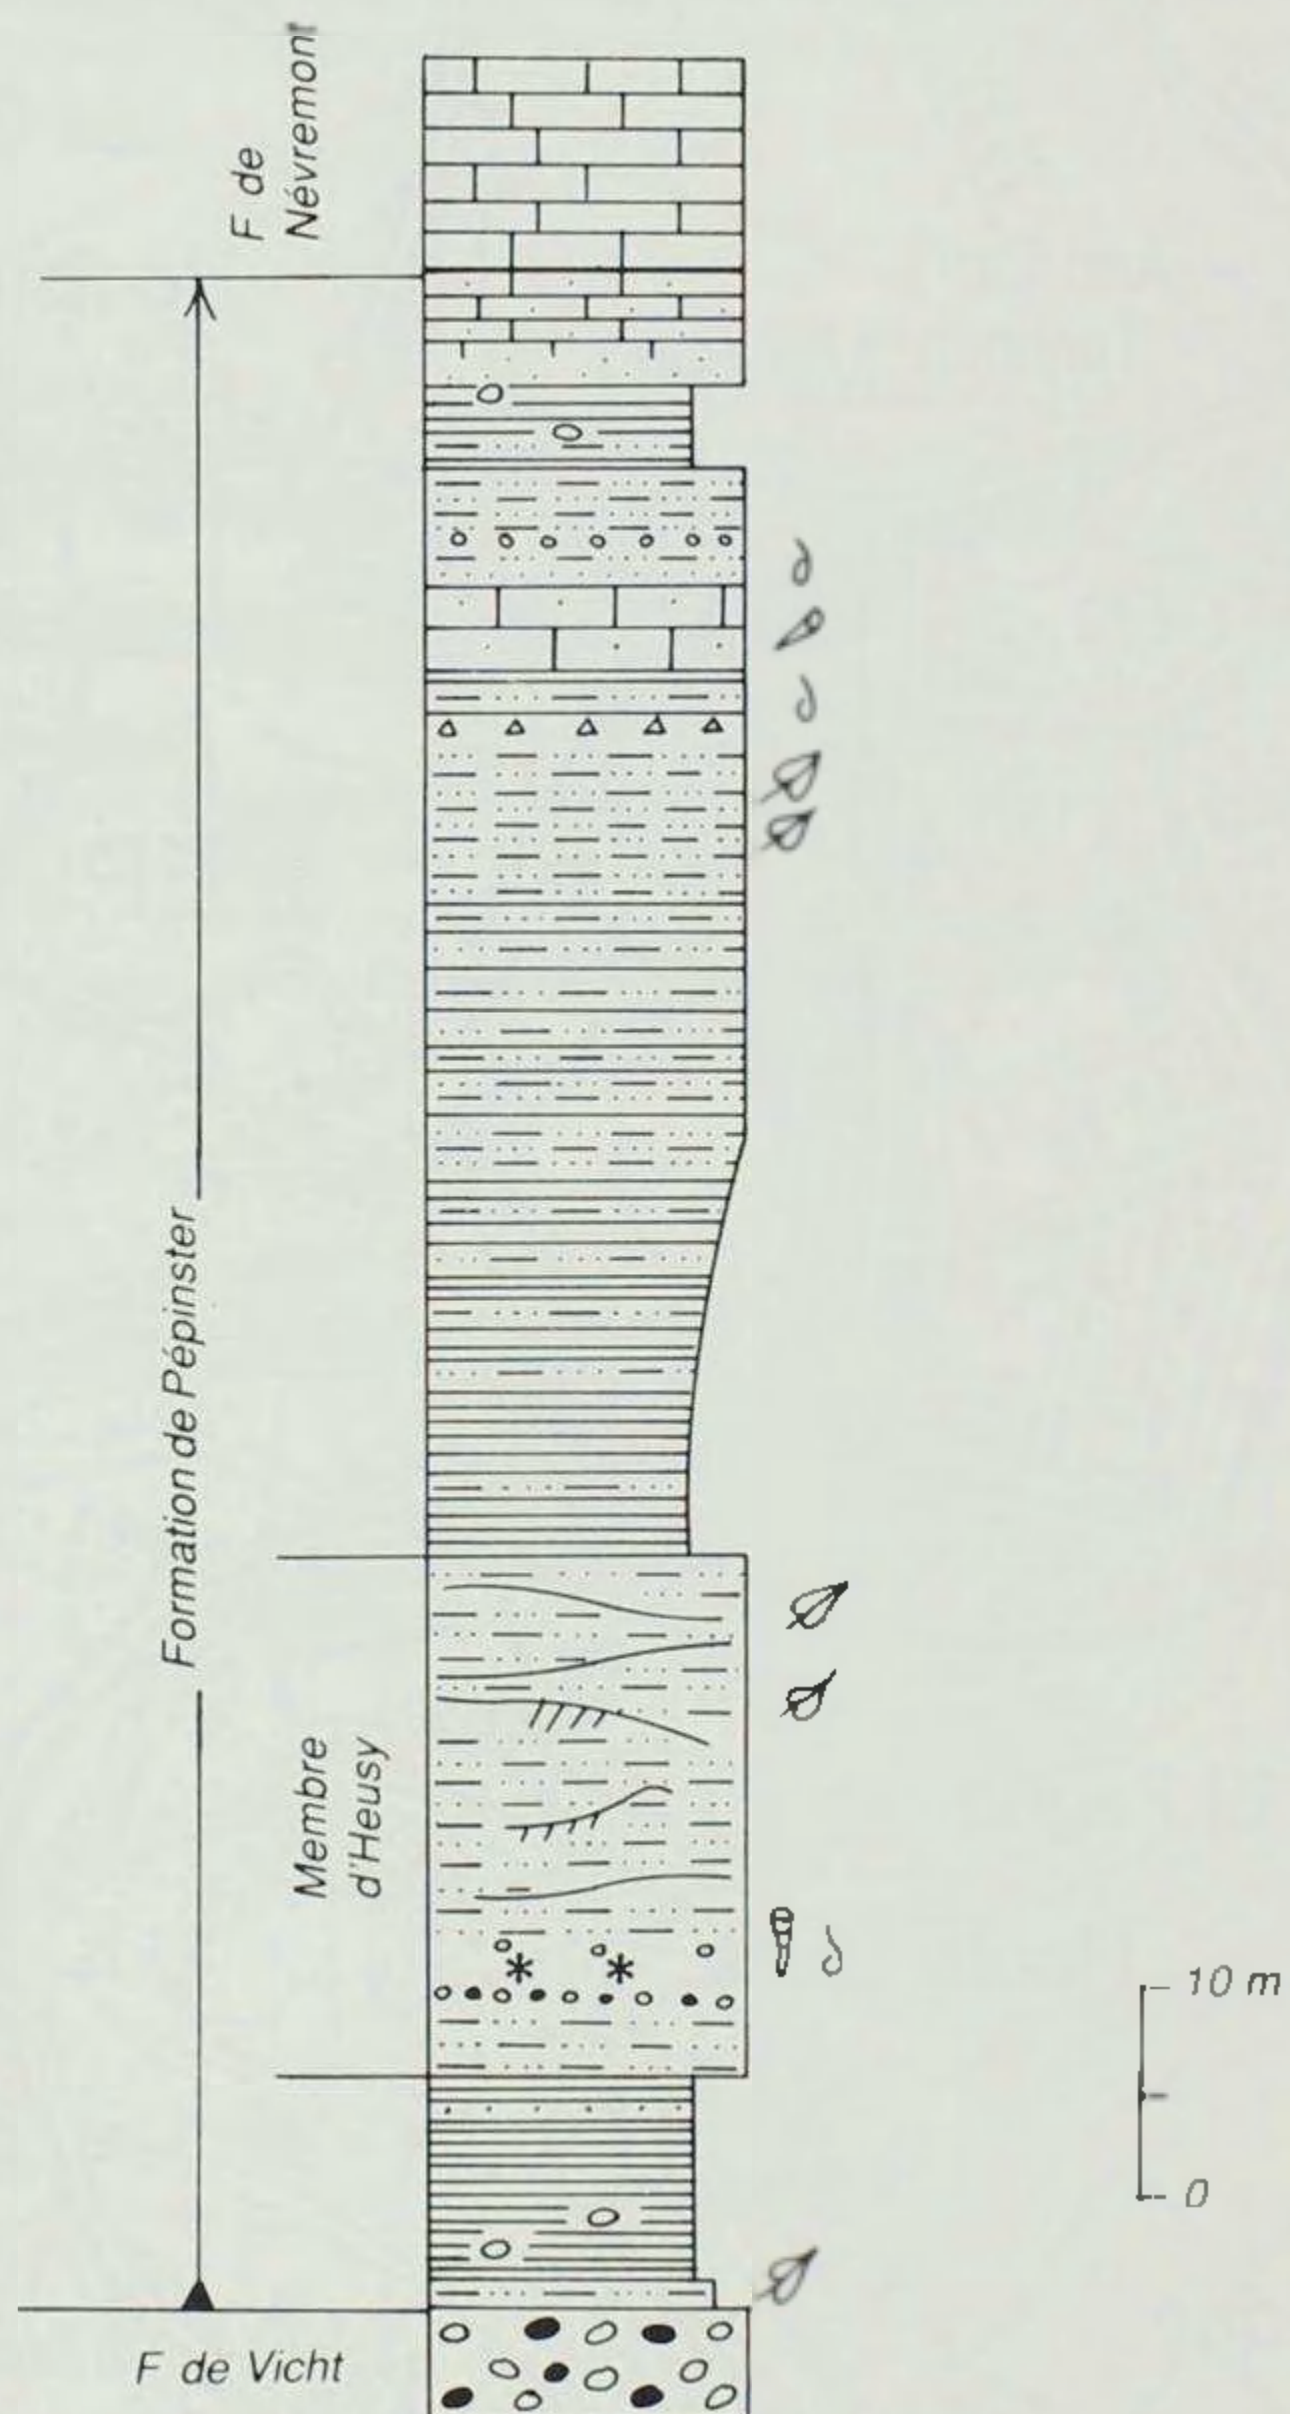 F de
Névremont
Formation de Pépinster
Membre
d'Heusy
10 m
0
F de Vicht